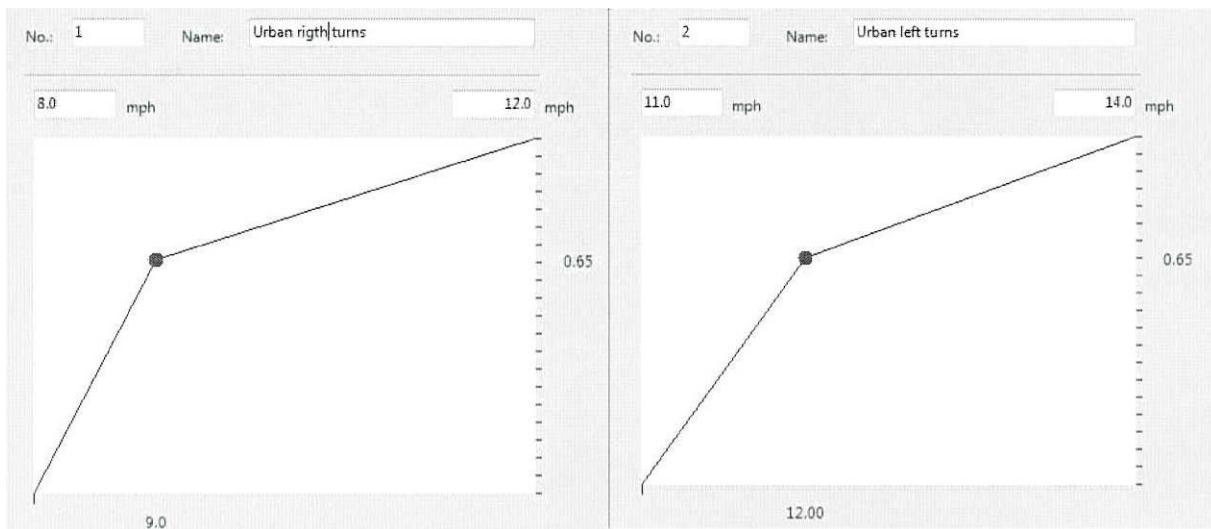 No.: 1 Name: Urban rigth turns
8.0 mph 12.0 mph
0.65
9.0
No.: 2 Name: Urban left turns
11.0 mph 14.0 mph
0.65
12.00